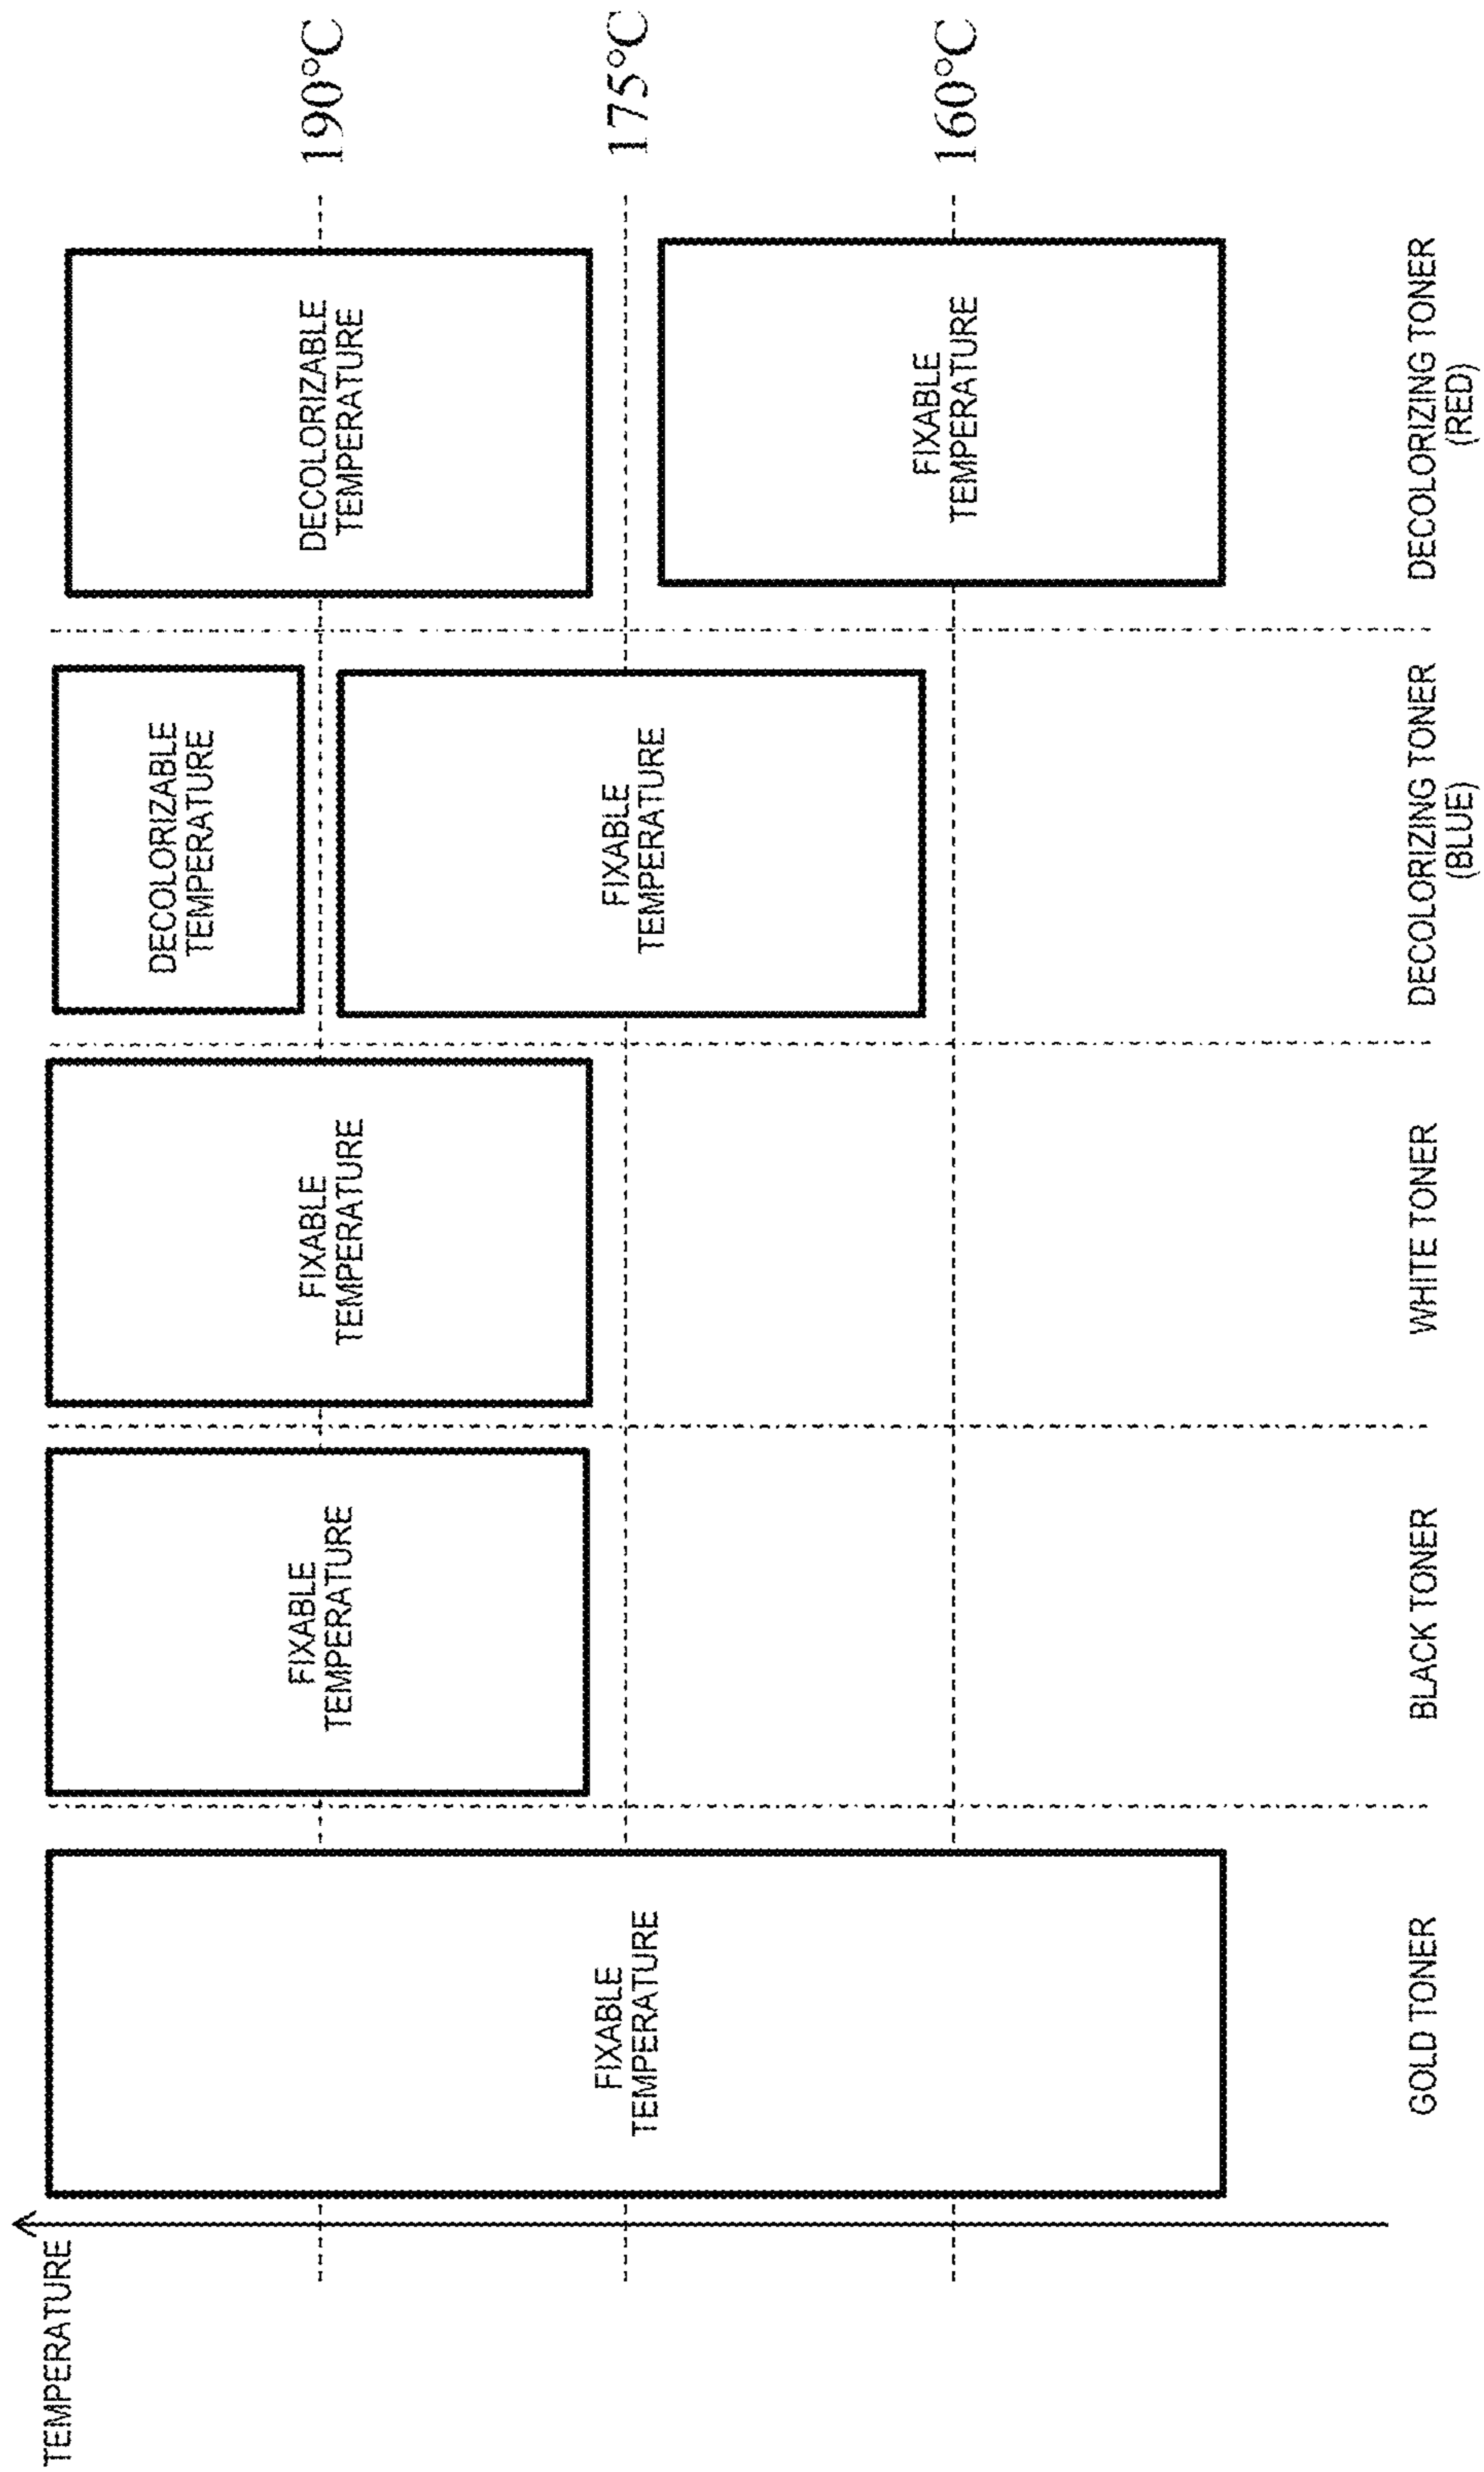 TEMPERATURE
190°C
175°C
160°C
FIXABLE
TEMPERATURE
FIXABLE
TEMPERATURE
FIXABLE
TEMPERATURE
DECOLORIZABLE
TEMPERATURE
FIXABLE
TEMPERATURE
DECOLORIZABLE
TEMPERATURE
FIXABLE
TEMPERATURE
GOLD TONER
BLACK TONER
WHITE TONER
DECOLORIZING TONER
(BLUE)
DECOLORIZING TONER
(RED)